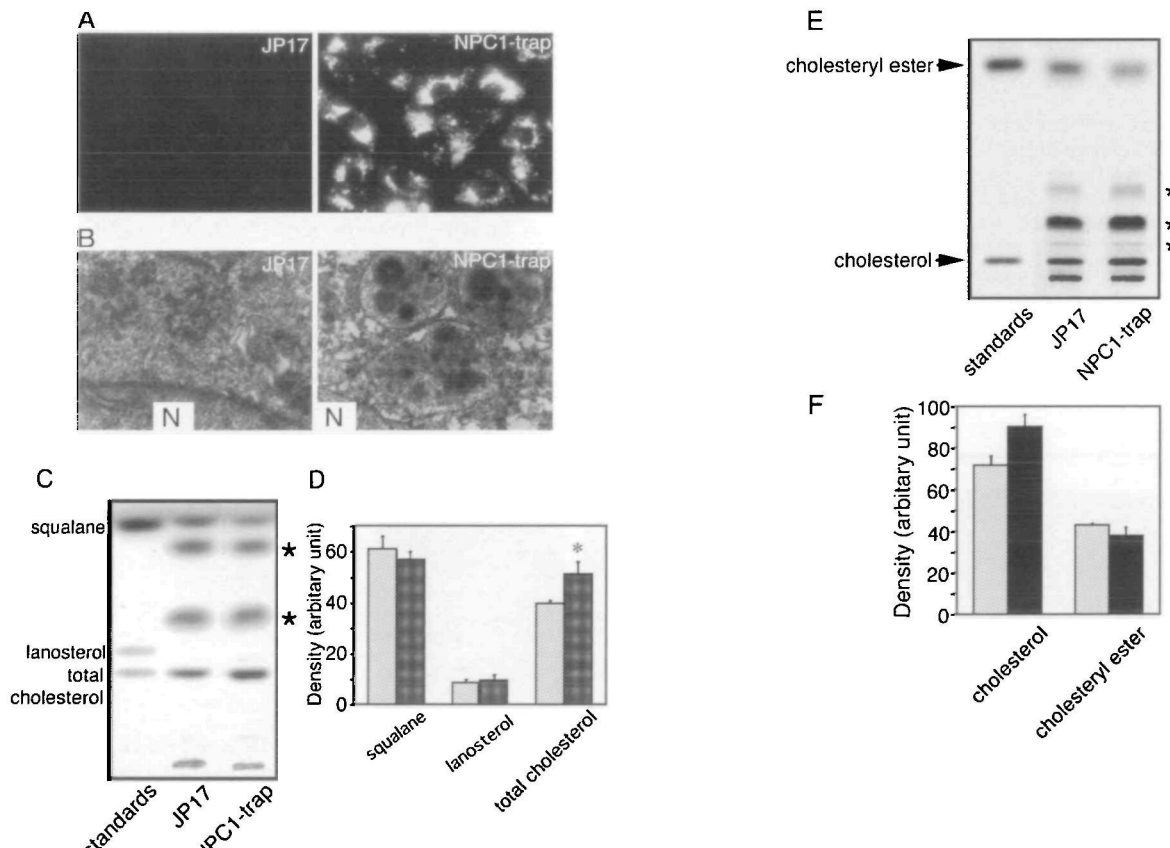 A
JP17
NPC1-trap
B
JP17
NPC1-trap
N
N
C
squalane
lanosterol
total
cholesterol
*
*
standards
JP17
NPC1-trap
D
Density (arbitary unit)
60
40
20
0
*
squalane
lanosterol
total cholesterol
E
cholesteryl ester
cholesterol
*
*
*
standards
JP17
NPC1-trap
F
Density (arbitary unit)
100
80
60
40
20
0
cholesterol
cholesteryl ester